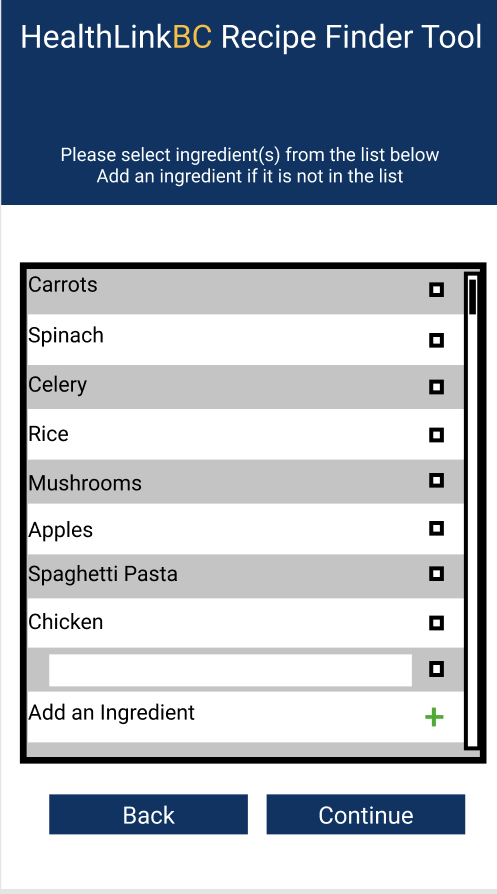 HealthLinkBC Recipe Finder Tool
Please select ingredient(s) from the list below
Add an ingredient if it is not in the list
Carrots
Spinach
Celery
Rice
Mushrooms
Apples
Spaghetti Pasta
Chicken
Add an Ingredient
Back
Continue